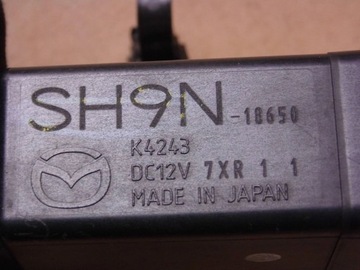 SH9N-18650
K4243
DC12V 7XR 1 1
MADE IN JAPAN